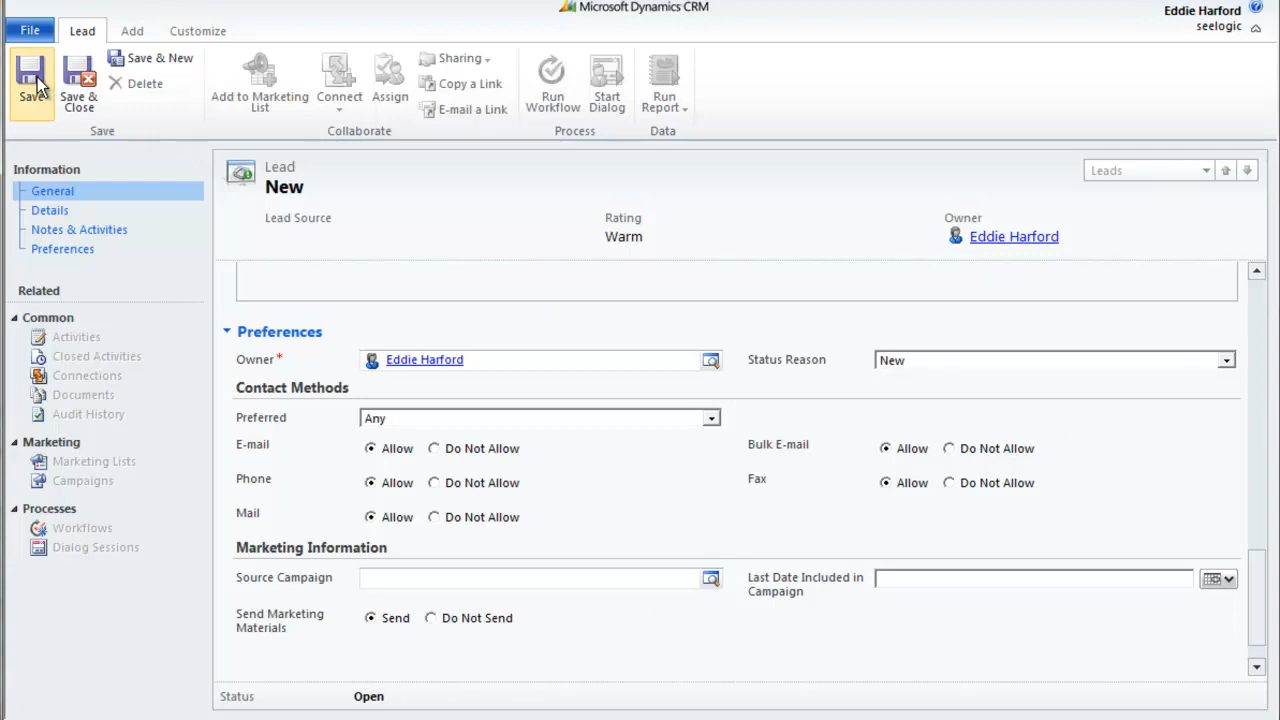 Microsoft Dynamics CRM
Eddie Harford
seelogic
File Lead Add Customize
Save
Save & Close
Save & New
Delete
Add to Marketing List
Connect
Assign
Sharing
Copy a Link
E-mail a Link
Run Workflow
Start Dialog
Run Report
Save Collaborate Process Data
Information
General
Details
Notes & Activities
Preferences
Related
Common
Activities
Closed Activities
Connections
Documents
Audit History
Marketing
Marketing Lists
Campaigns
Processes
Workflows
Dialog Sessions
Lead
New
Leads
Lead Source Rating Owner
Warm Eddie Harford
Preferences
Owner* Eddie Harford Status Reason New
Contact Methods
Preferred Any
E-mail Allow Do Not Allow Bulk E-mail Allow Do Not Allow
Phone Allow Do Not Allow Fax Allow Do Not Allow
Mail Allow Do Not Allow
Marketing Information
Source Campaign Last Date Included in
Campaign
Send Marketing
Materials Send Do Not Send
Status Open